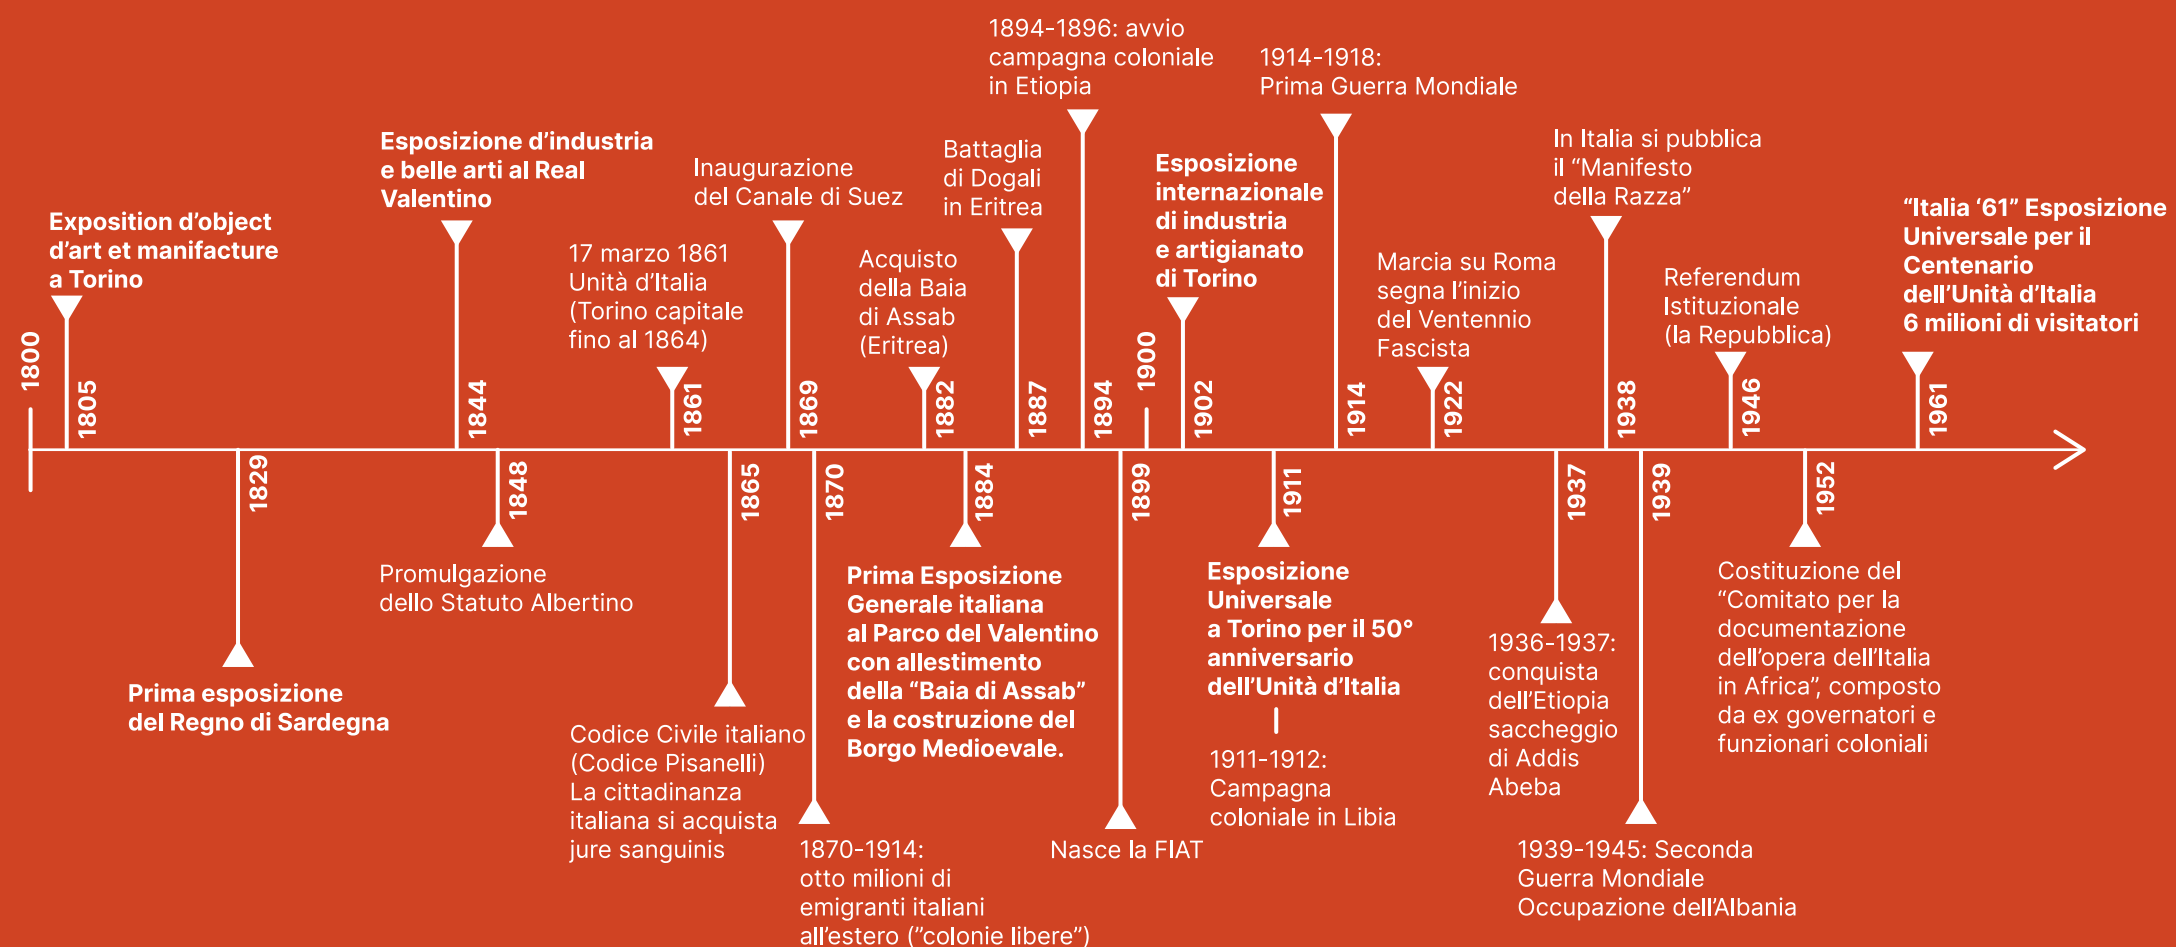 1800
1805
Exposition d’object
d’art et manifacture
a Torino
1829
Prima esposizione
del Regno di Sardegna
1844
Esposizione d’industria
e belle arti al Real
Valentino
1848
Promulgazione
dello Statuto Albertino
1861
17 marzo 1861
Unità d’Italia
(Torino capitale
fino al 1864)
1865
Codice Civile italiano
(Codice Pisanelli)
La cittadinanza
italiana si acquista
jure sanguinis
1869
Inaugurazione
del Canale di Suez
1870
1870-1914:
otto milioni di
emigranti italiani
all’estero (”colonie libere”)
1882
Acquisto
della Baia
di Assab
(Eritrea)
1884
Prima Esposizione
Generale italiana
al Parco del Valentino
con allestimento
della “Baia di Assab”
e la costruzione del
Borgo Medioevale.
1887
Battaglia
di Dogali
in Eritrea
1894
1894-1896: avvio
campagna coloniale
in Etiopia
1899
Nasce la FIAT
1900
1902
Esposizione
internazionale
di industria
e artigianato
di Torino
1911
Esposizione
Universale
a Torino per il 50°
anniversario
dell’Unità d’Italia
1911-1912:
Campagna
coloniale in Libia
1914
1914-1918:
Prima Guerra Mondiale
1922
Marcia su Roma
segna l’inizio
del Ventennio
Fascista
1937
1936-1937:
conquista
dell’Etiopia
saccheggio
di Addis
Abeba
1938
In Italia si pubblica
il “Manifesto
della Razza”
1939
1939-1945: Seconda
Guerra Mondiale
Occupazione dell’Albania
1946
Referendum
Istituzionale
(la Repubblica)
1952
Costituzione del
“Comitato per la
documentazione
dell’opera dell’Italia
in Africa”, composto
da ex governatori e
funzionari coloniali
1961
“Italia ‘61” Esposizione
Universale per il
Centenario
dell’Unità d’Italia
6 milioni di visitatori